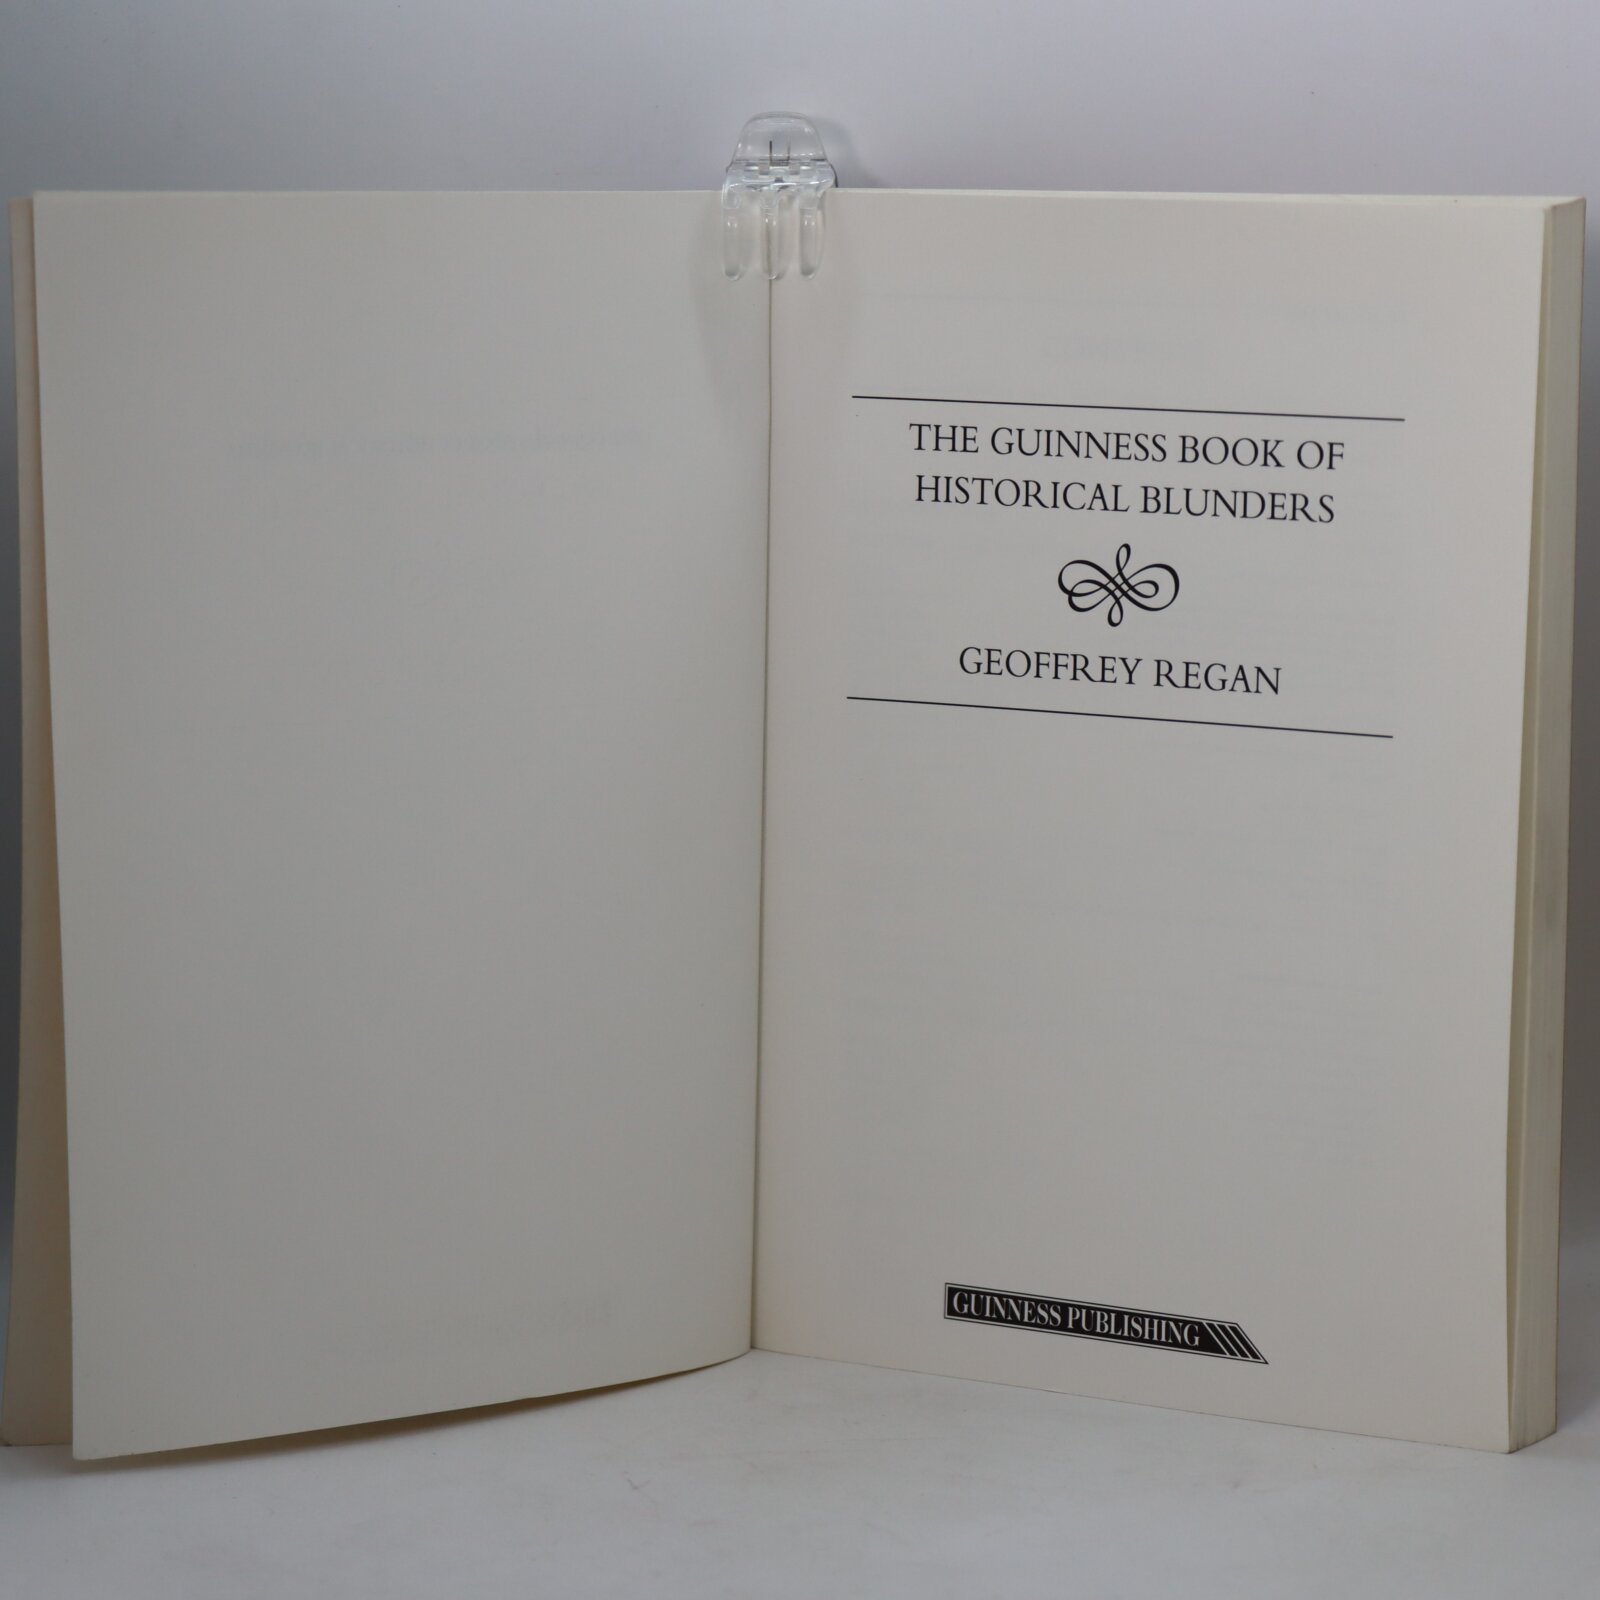 THE GUINNESS BOOK OF
HISTORICAL BLUNDERS
GEOFFREY REGAN
GUINNESS PUBLISHING